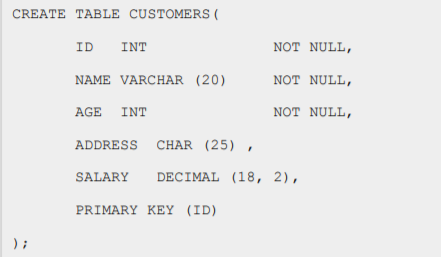 CREATE TABLE CUSTOMERS(
ID INT NOT NULL,
NAME VARCHAR (20) NOT NULL,
AGE INT NOT NULL,
ADDRESS CHAR (25) ,
SALARY DECIMAL (18, 2),
PRIMARY KEY (ID)
);